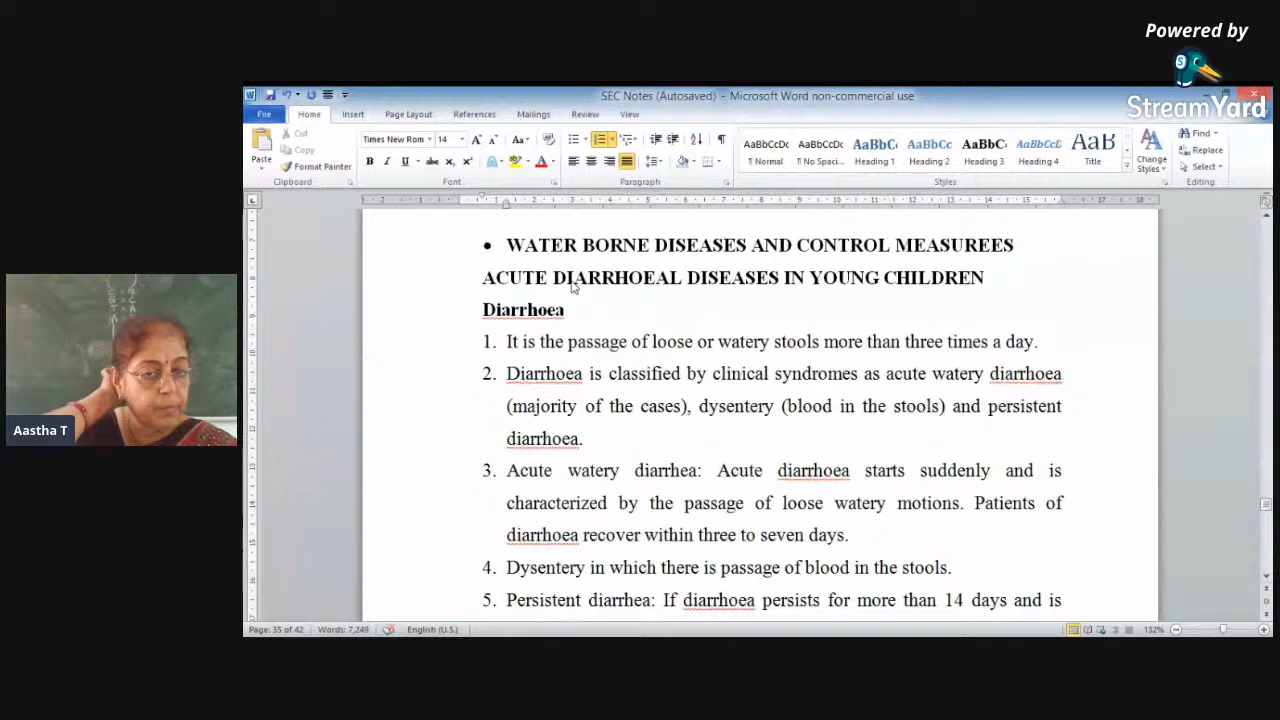 Powered by
StreamYard
SEC Notes (Autosaved) - Microsoft Word non-commercial use
File Home Insert Page Layout References Mailings Review View
Paste Cut Copy Format Painter
Times New Rom 14
AaBbCcDc AaBbCcDc AaBbC AaBbCc AaBbC AaBbCcD AaB
¶ Normal ¶ No Spaci... Heading 1 Heading 2 Heading 3 Heading 4 Title
Change Styles
Find Replace Select
Clipboard Font Paragraph Styles Editing
• WATER BORNE DISEASES AND CONTROL MEASUREES
ACUTE DIARRHOEAL DISEASES IN YOUNG CHILDREN
Diarrhoea
1. It is the passage of loose or watery stools more than three times a day.
2. Diarrhoea is classified by clinical syndromes as acute watery diarrhoea
(majority of the cases), dysentery (blood in the stools) and persistent
diarrhoea.
3. Acute watery diarrhea: Acute diarrhoea starts suddenly and is
characterized by the passage of loose watery motions. Patients of
diarrhoea recover within three to seven days.
4. Dysentery in which there is passage of blood in the stools.
5. Persistent diarrhea: If diarrhoea persists for more than 14 days and is
Aastha T
Page: 35 of 42 Words: 7,249 English (U.S.) 132%